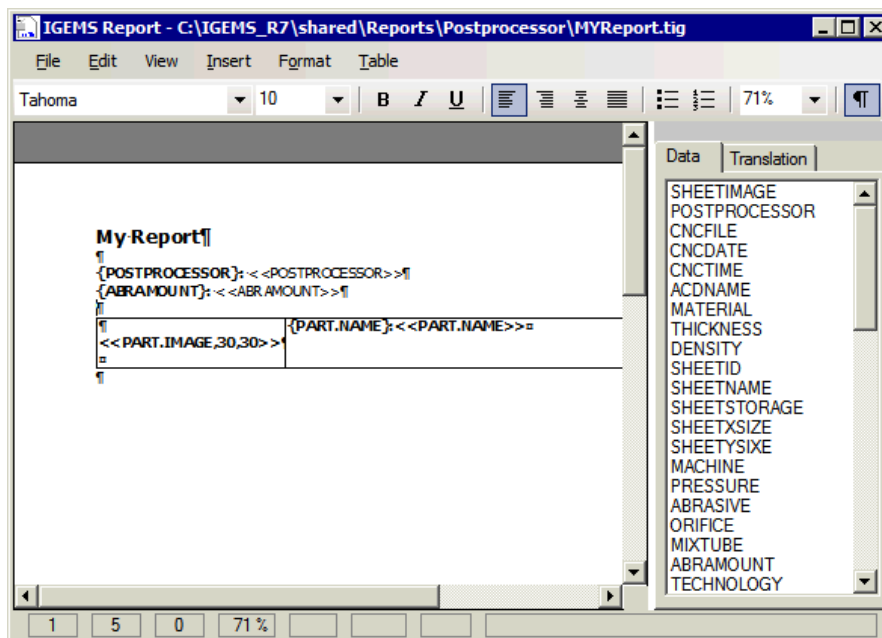 IGEMS Report - C:\IGEMS_R7\shared\Reports\Postprocessor\MYReport.tig
File Edit View Insert Format Table
Tahoma 10 B I U 71% ¶
My·Report¶
¶
{POSTPROCESSOR}:·<<POSTPROCESSOR>>¶
{ABRAMOUNT}:·<<ABRAMOUNT>>¶
¶
¶ {PART.NAME}:<<PART.NAME>>¤
<<PART.IMAGE,30,30>>¶
¤
¶
Data Translation
SHEETIMAGE
POSTPROCESSOR
CNCFILE
CNCDATE
CNCTIME
ACDNAME
MATERIAL
THICKNESS
DENSITY
SHEETID
SHEETNAME
SHEETSTORAGE
SHEETXSIZE
SHEETYSIXE
MACHINE
PRESSURE
ABRASIVE
ORIFICE
MIXTUBE
ABRAMOUNT
TECHNOLOGY
1 5 0 71 %